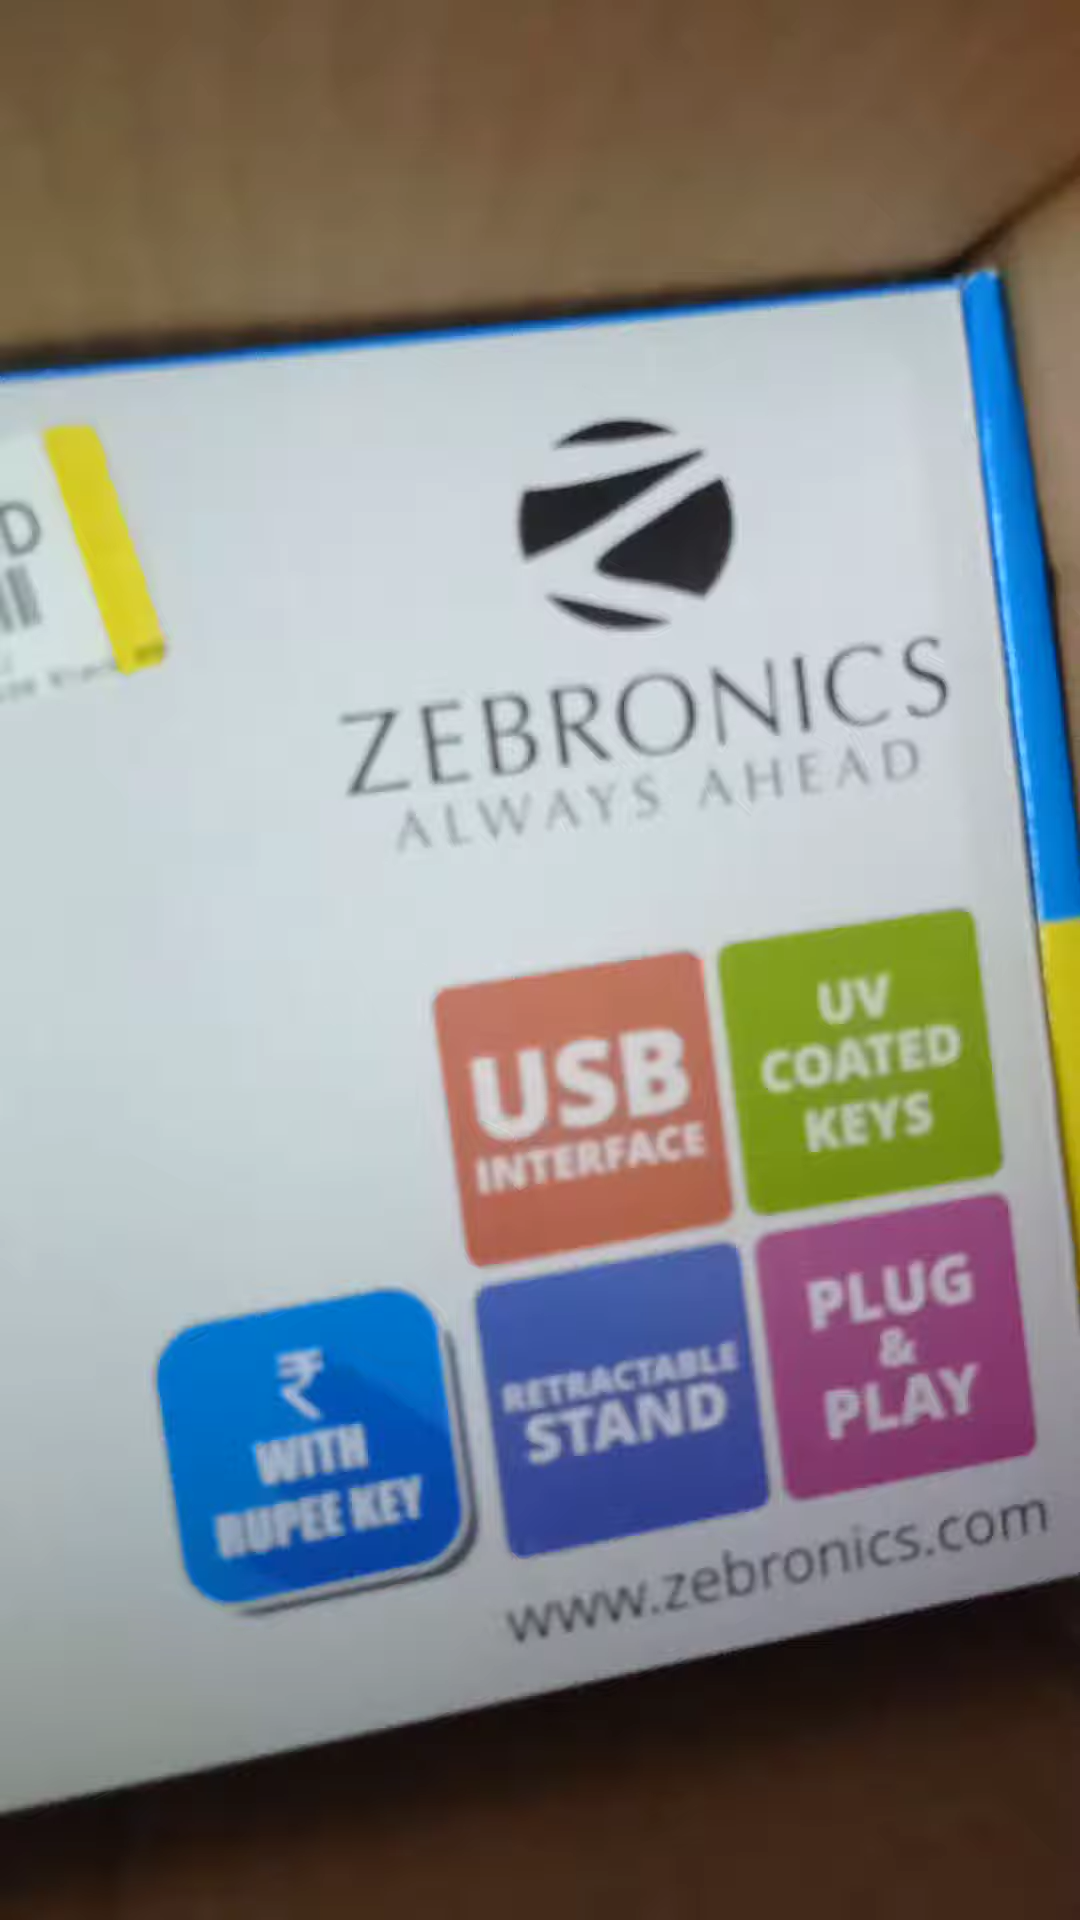 D
ZEBRONICS
ALWAYS AHEAD
USB
INTERFACE
UV
COATED
KEYS
₹
WITH
RUPEE KEY
RETRACTABLE
STAND
PLUG
&
PLAY
www.zebronics.com